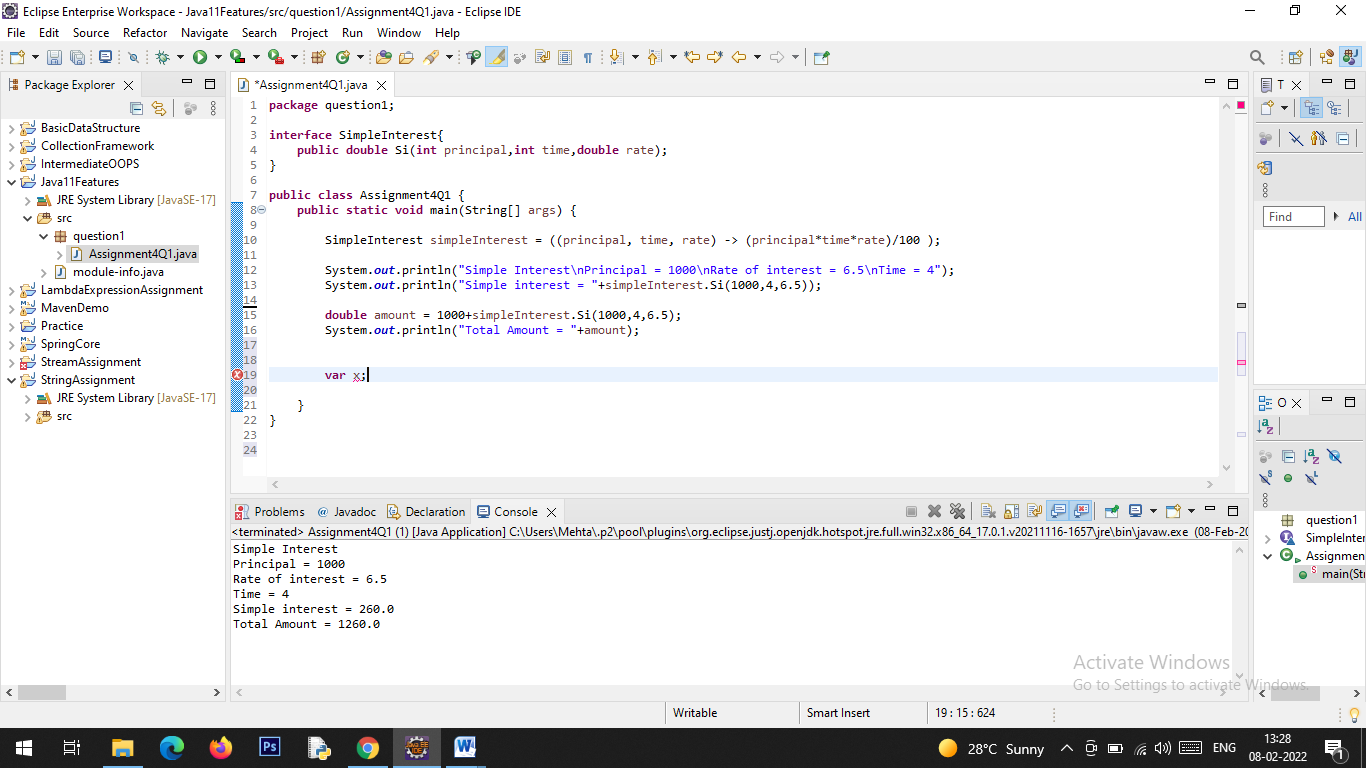 Eclipse Enterprise Workspace - Java11Features/src/question1/Assignment4Q1.java - Eclipse IDE
File Edit Source Refactor Navigate Search Project Run Window Help
Package Explorer
BasicDataStructure
CollectionFramework
IntermediateOOPS
Java11Features
JRE System Library [JavaSE-17]
src
question1
Assignment4Q1.java
module-info.java
LambdaExpressionAssignment
MavenDemo
Practice
SpringCore
StreamAssignment
StringAssignment
JRE System Library [JavaSE-17]
src
*Assignment4Q1.java
1 package question1;
2
3 interface SimpleInterest{
4 public double Si(int principal,int time,double rate);
5 }
6
7 public class Assignment4Q1 {
8 public static void main(String[] args) {
9
10 SimpleInterest simpleInterest = ((principal, time, rate) -> (principal*time*rate)/100 );
11
12 System.out.println("Simple Interest\nPrincipal = 1000\nRate of interest = 6.5\nTime = 4");
13 System.out.println("Simple interest = "+simpleInterest.Si(1000,4,6.5));
14
15 double amount = 1000+simpleInterest.Si(1000,4,6.5);
16 System.out.println("Total Amount = "+amount);
17
18
19 var x;
20
21 }
22 }
23
24
T
Find
All
O
question1
SimpleInter
Assignmen
main(Stri
Problems @ Javadoc Declaration Console
<terminated> Assignment4Q1 (1) [Java Application] C:\Users\Mehta\.p2\pool\plugins\org.eclipse.justj.openjdk.hotspot.jre.full.win32.x86_64_17.0.1.v20211116-1657\jre\bin\javaw.exe (08-Feb-20
Simple Interest
Principal = 1000
Rate of interest = 6.5
Time = 4
Simple interest = 260.0
Total Amount = 1260.0
Activate Windows
Go to Settings to activate Windows.
Writable Smart Insert 19 : 15 : 624
Ps
W
28°C Sunny
ENG
13:28
08-02-2022
1